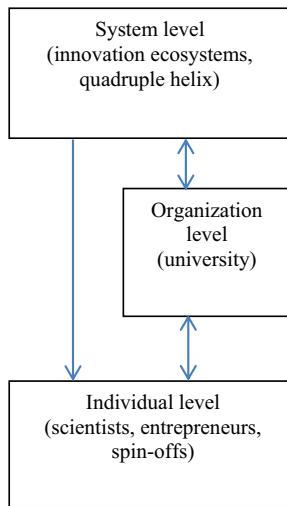 System level
(innovation ecosystems,
quadruple helix)
Organization
level
(university)
Individual level
(scientists, entrepreneurs,
spin-offs)